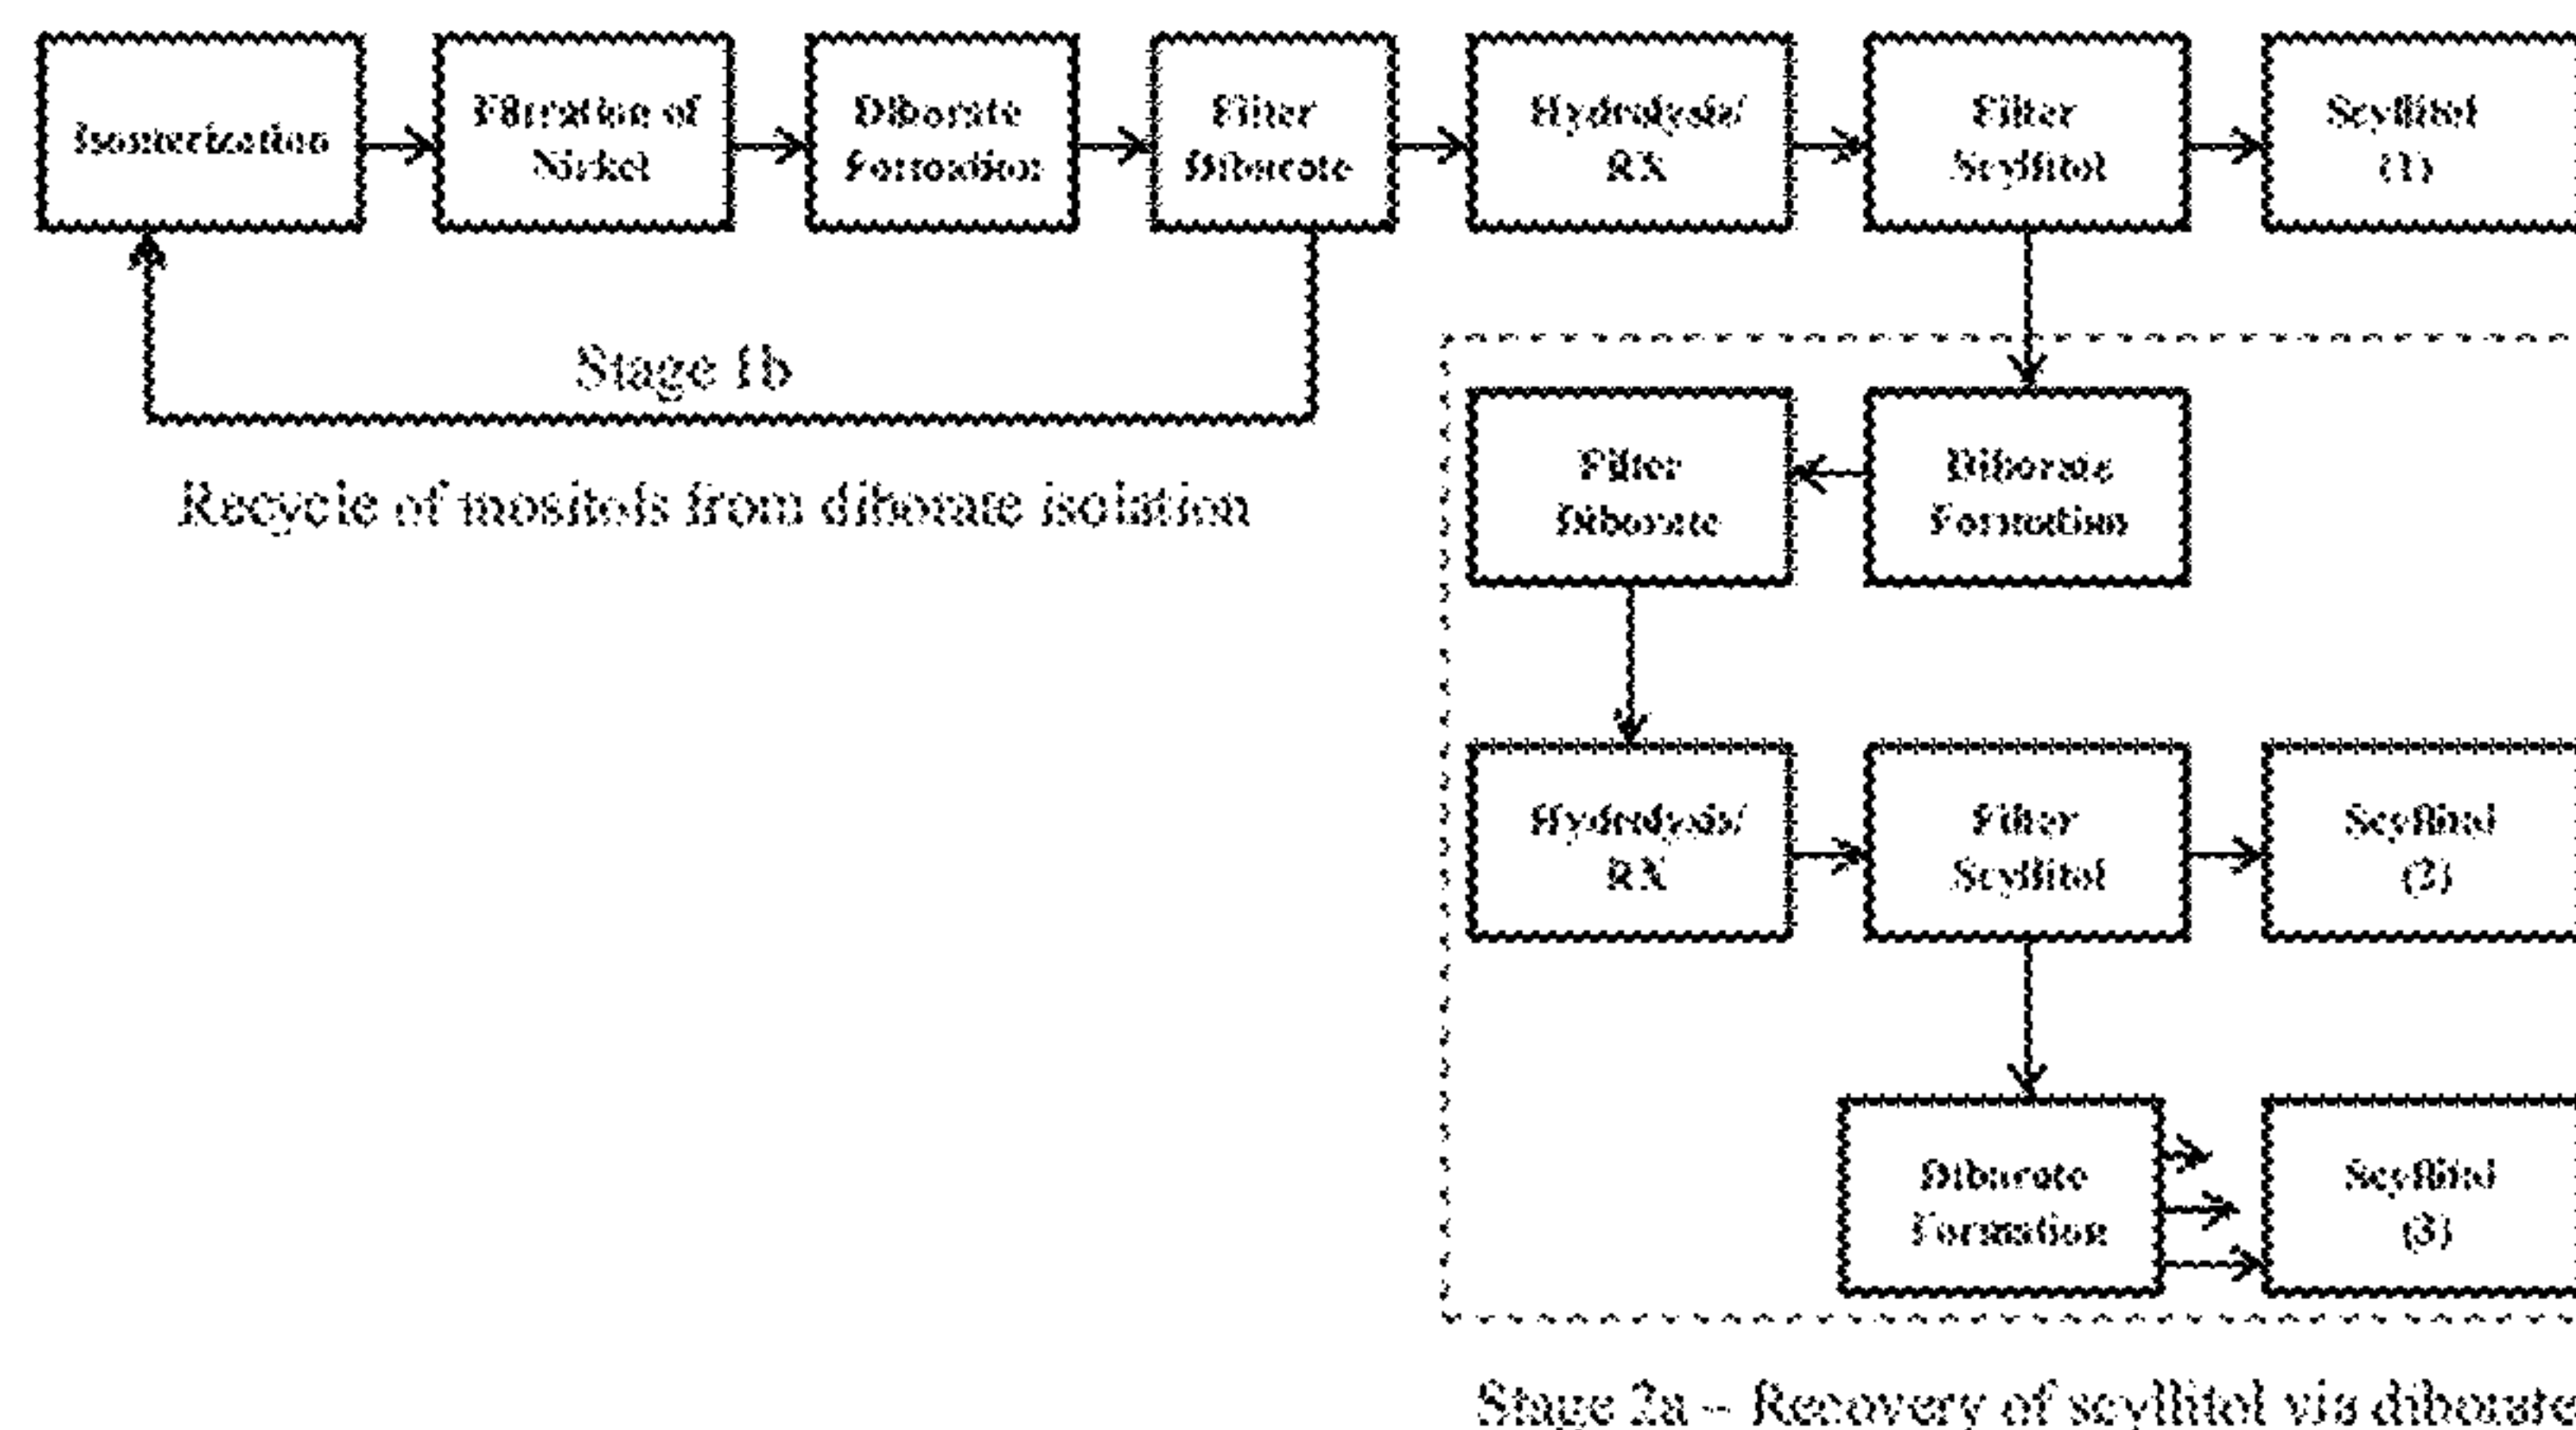 Isomerization
Filtration of
Nickel
Diborate
Formation
Filter
Diborate
Hydrolysis/
RX
Filter
Scyllitol
Scyllitol
(1)
Stage 1b
Recycle of inositols from diborate isolation
Filter
Diborate
Diborate
Formation
Hydrolysis/
RX
Filter
Scyllitol
Scyllitol
(2)
Diborate
Formation
Scyllitol
(3)
Stage 2a – Recovery of scyllitol via diborate